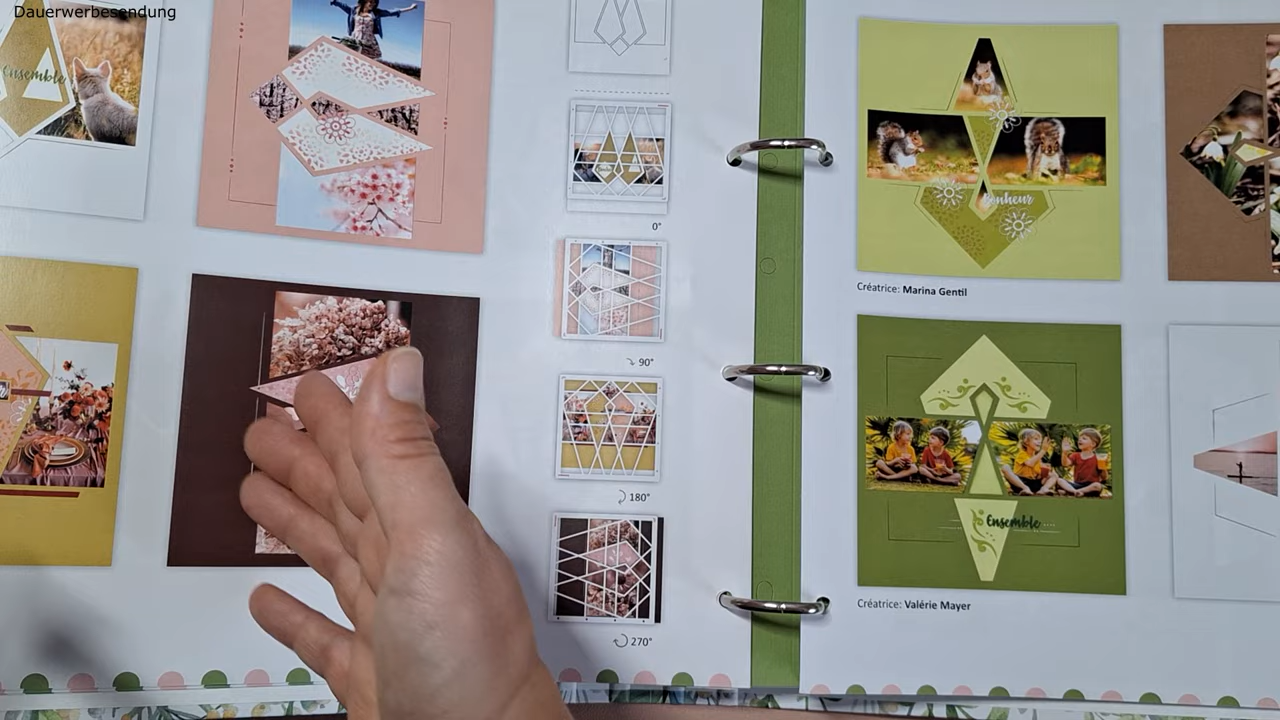 Dauerwerbesendung
Ensemble
0°
90°
180°
270°
Bonheur
Créatrice: Marina Gentil
Ensemble
Créatrice: Valérie Mayer